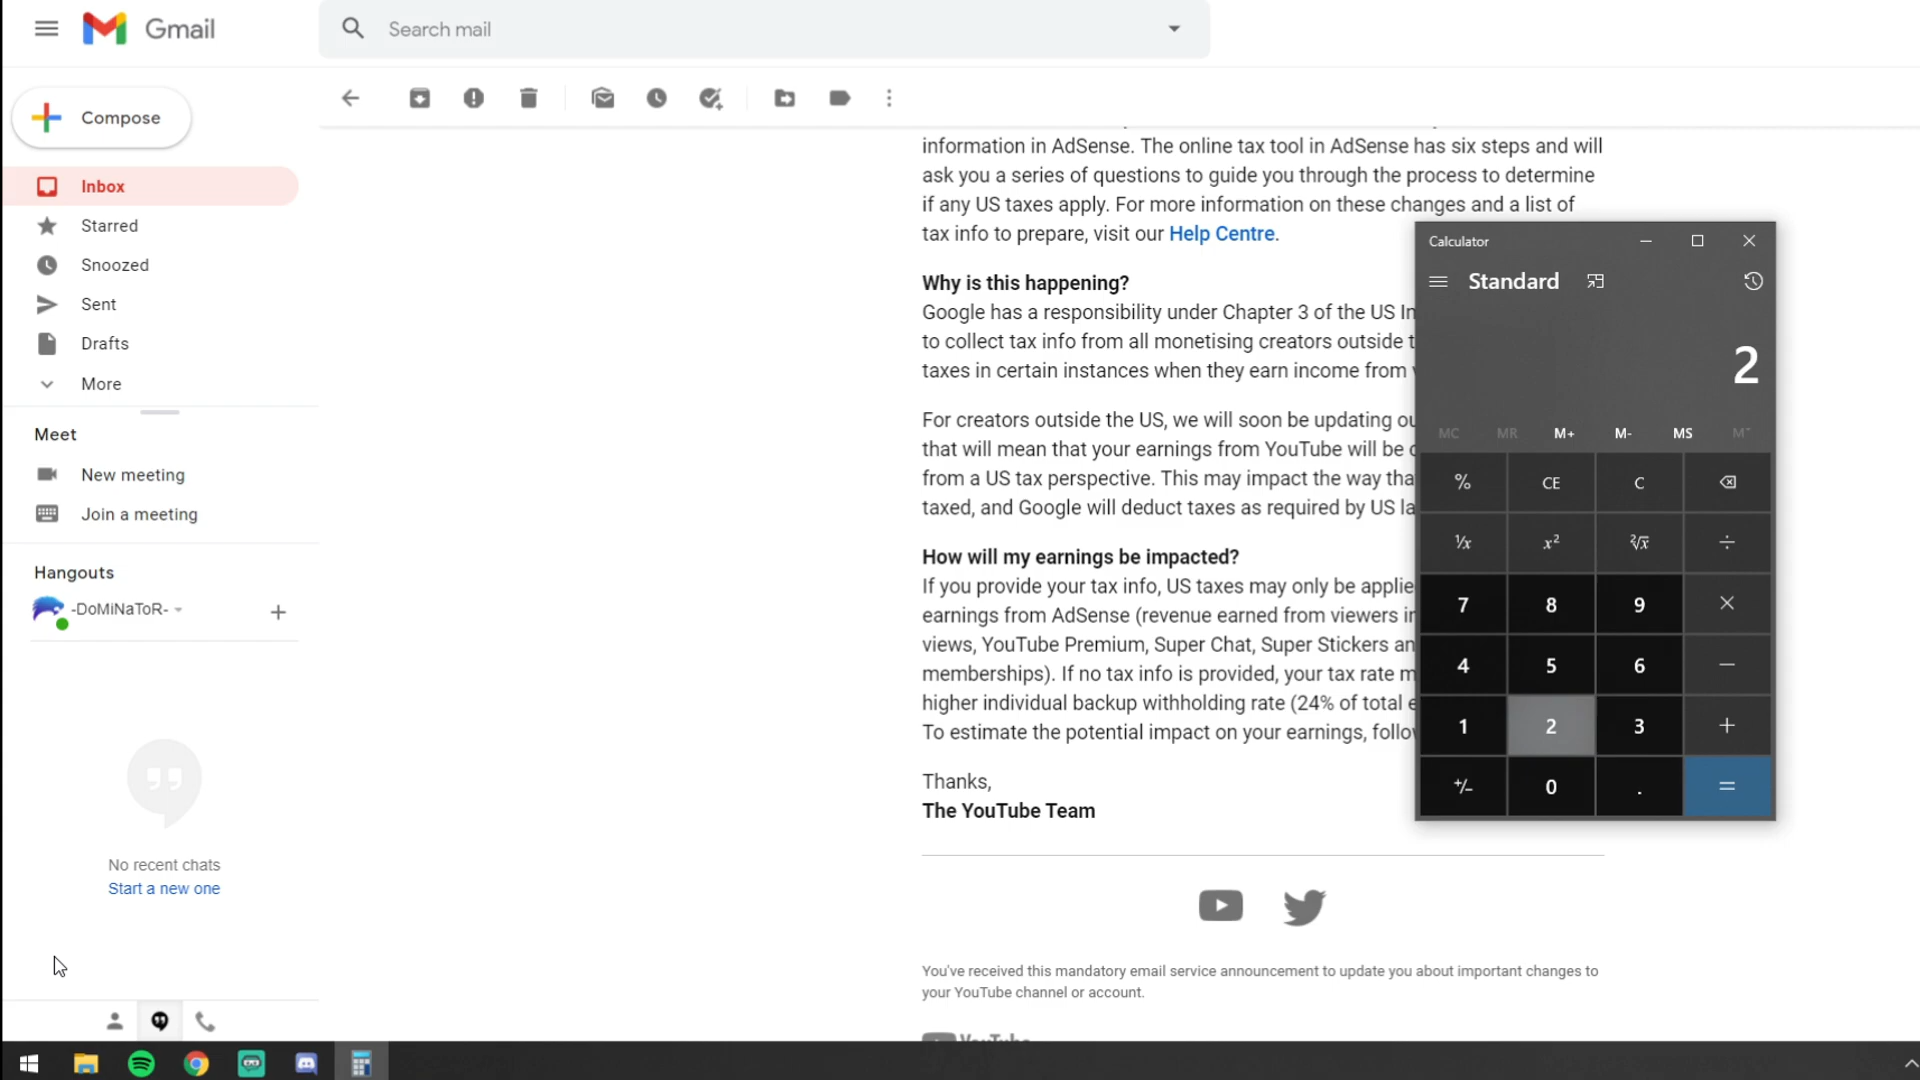 Gmail
Search mail
Compose
Inbox
Starred
Snoozed
Sent
Drafts
More
Meet
New meeting
Join a meeting
Hangouts
-DoMiNaToR-
No recent chats
Start a new one
information in AdSense. The online tax tool in AdSense has six steps and will
ask you a series of questions to guide you through the process to determine
if any US taxes apply. For more information on these changes and a list of
tax info to prepare, visit our Help Centre.
Why is this happening?
Google has a responsibility under Chapter 3 of the US In
to collect tax info from all monetising creators outside t
taxes in certain instances when they earn income from
For creators outside the US, we will soon be updating ou
that will mean that your earnings from YouTube will be c
from a US tax perspective. This may impact the way tha
taxed, and Google will deduct taxes as required by US la
How will my earnings be impacted?
If you provide your tax info, US taxes may only be applie
earnings from AdSense (revenue earned from viewers in
views, YouTube Premium, Super Chat, Super Stickers an
memberships). If no tax info is provided, your tax rate m
higher individual backup withholding rate (24% of total e
To estimate the potential impact on your earnings, follow
Thanks,
The YouTube Team
You've received this mandatory email service announcement to update you about important changes to
your YouTube channel or account.
YouTube
Calculator
Standard
2
MC MR M+ M- MS M˅
% CE C
⅟x x² ²√x ÷
7 8 9 ×
4 5 6 −
1 2 3 +
+/- 0 . =